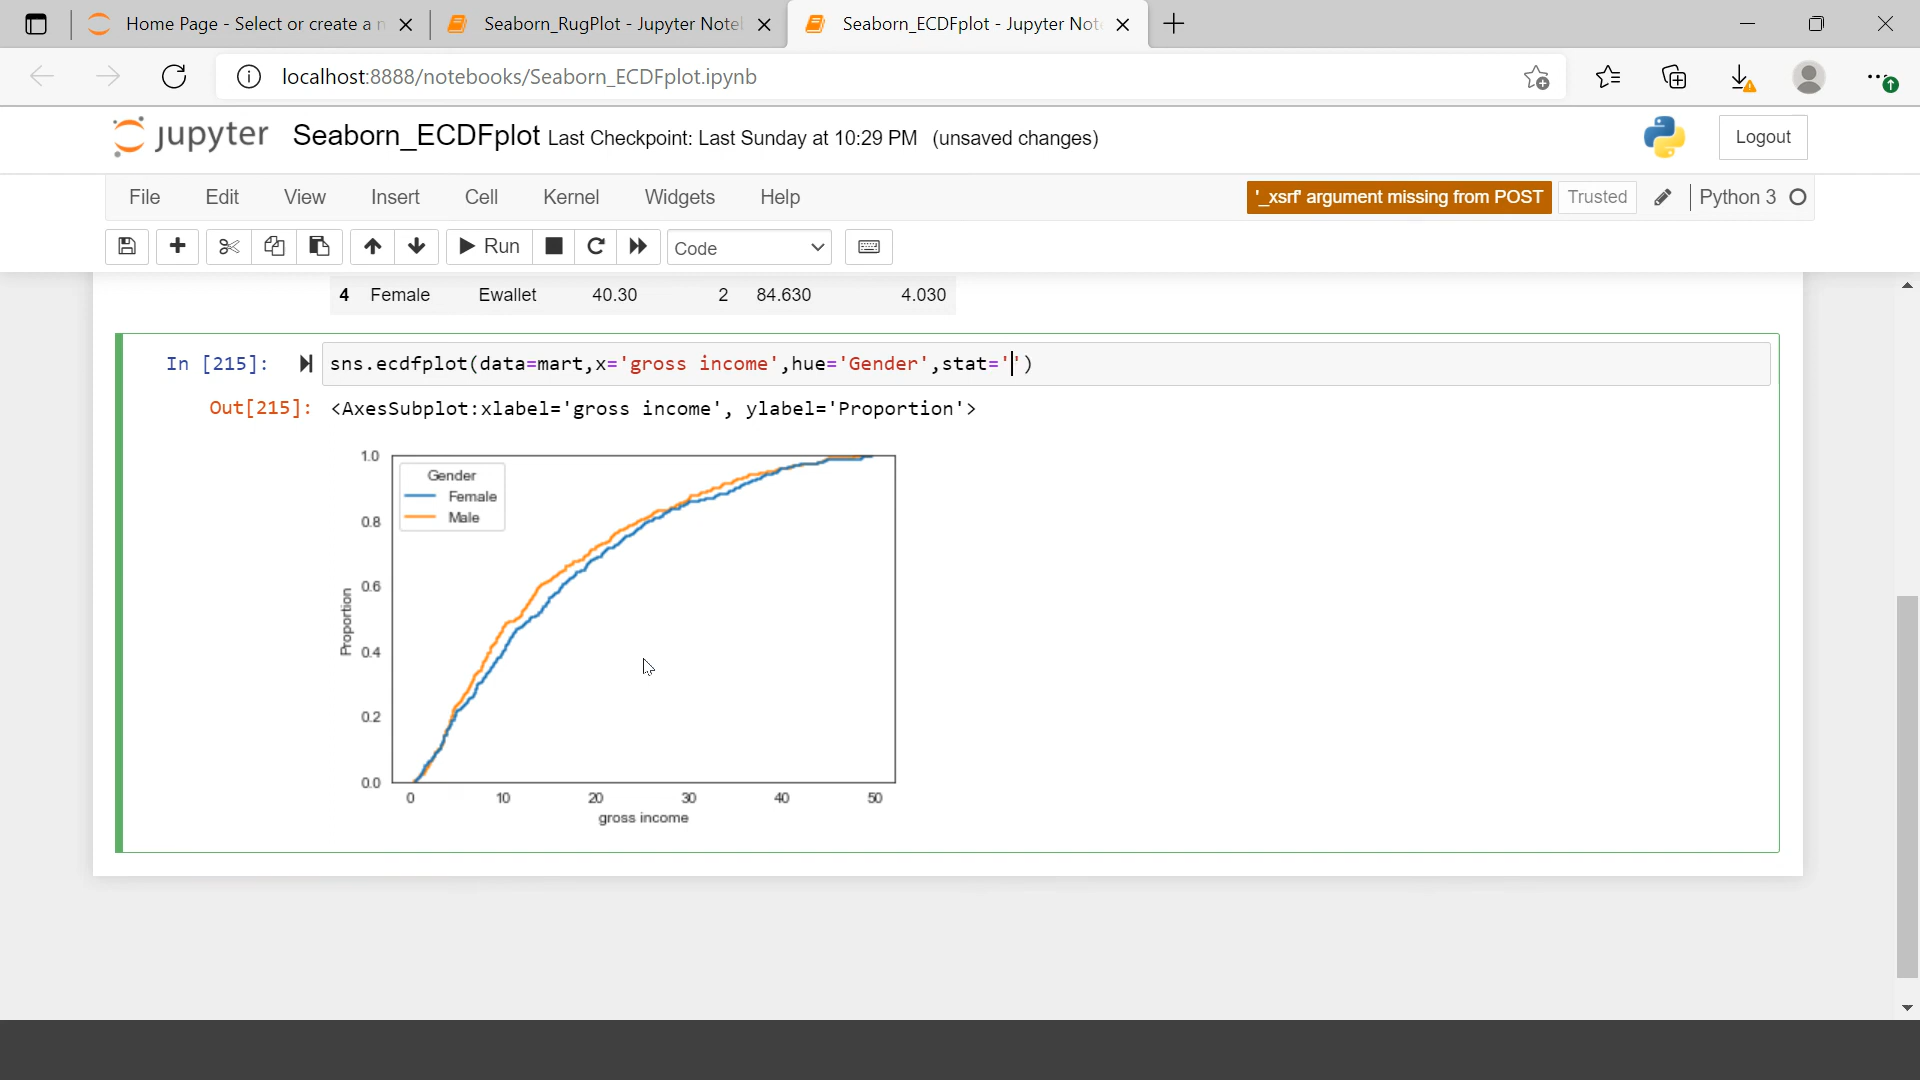 Home Page - Select or create a n
Seaborn_RugPlot - Jupyter Notel
Seaborn_ECDFplot - Jupyter Not
localhost:8888/notebooks/Seaborn_ECDFplot.ipynb
jupyter Seaborn_ECDFplot Last Checkpoint: Last Sunday at 10:29 PM (unsaved changes)
Logout
File Edit View Insert Cell Kernel Widgets Help
'_xsrf' argument missing from POST Trusted Python 3
Run Code
4 Female Ewallet 40.30 2 84.630 4.030
In [215]: sns.ecdfplot(data=mart,x='gross income',hue='Gender',stat='')
Out[215]: <AxesSubplot:xlabel='gross income', ylabel='Proportion'>
1.0
Gender
Female
Male
0.8
0.6
Proportion
0.4
0.2
0.0
0 10 20 30 40 50
gross income